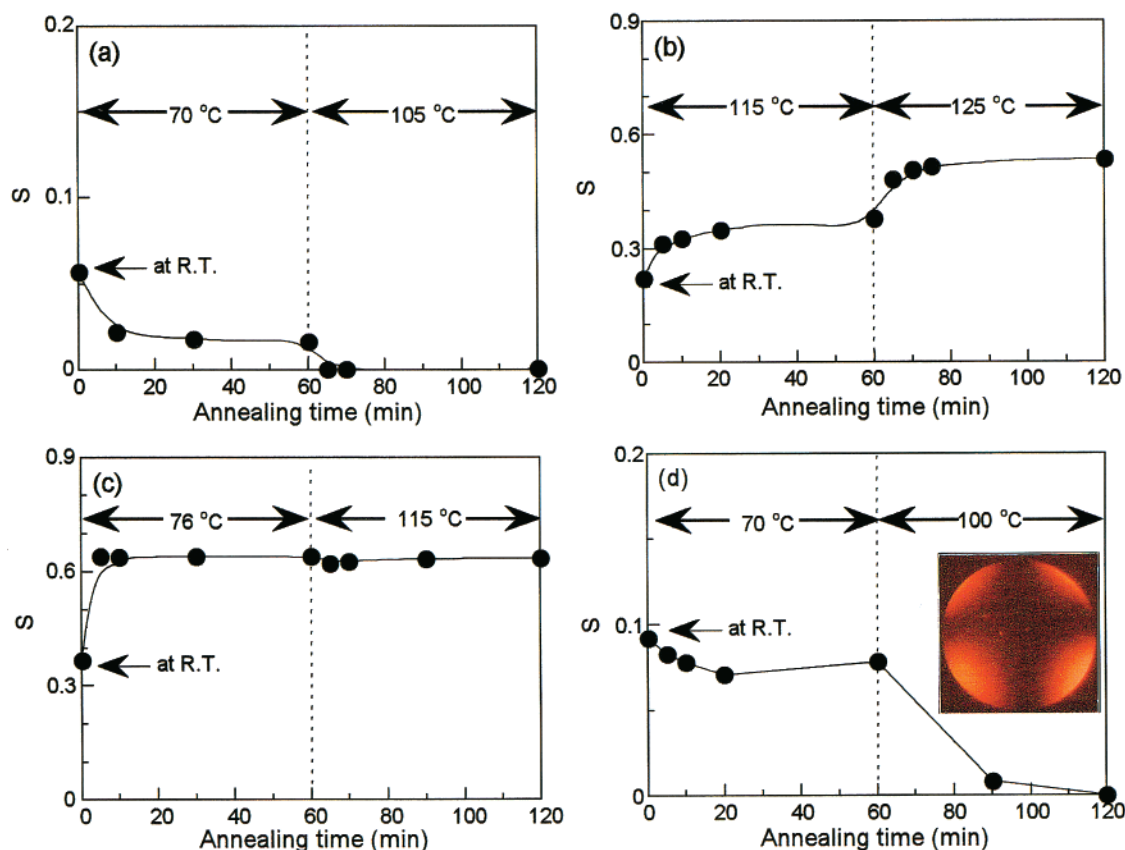 (a)
0.2
0.1
0
S
70 °C
105 °C
at R.T.
0 20 40 60 80 100 120
Annealing time (min)
(b)
0.9
0.6
0.3
0
S
115 °C
125 °C
at R.T.
0 20 40 60 80 100 120
Annealing time (min)
(c)
0.9
0.6
0.3
0
S
76 °C
115 °C
at R.T.
0 20 40 60 80 100 120
Annealing time (min)
(d)
0.2
0.1
0
S
70 °C
100 °C
at R.T.
0 20 40 60 80 100 120
Annealing time (min)